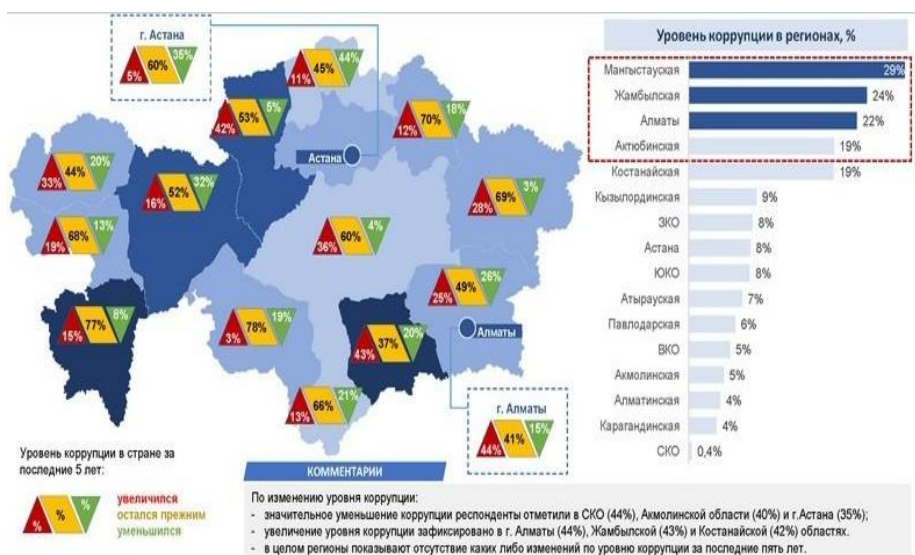 г. Астана
5% 60% 35%
11% 45% 44%
42% 53% 5%
12% 70% 18%
Астана
33% 44% 20%
16% 52% 32%
28% 69% 3%
19% 68% 13%
36% 60% 4%
25% 49% 26%
15% 77% 8%
3% 78% 19%
43% 37% 20%
Алматы
13% 66% 21%
г. Алматы
44% 41% 15%
Уровень коррупции в стране за
последние 5 лет:
% % %
увеличился
остался прежним
уменьшился
Уровень коррупции в регионах, %
Мангыстауская 29%
Жамбылская 24%
Алматы 22%
Актюбинская 19%
Костанайская 19%
Кызылординская 9%
ЗКО 8%
Астана 8%
ЮКО 8%
Атырауская 7%
Павлодарская 6%
ВКО 5%
Акмолинская 5%
Алматинская 4%
Карагандинская 4%
СКО 0,4%
КОММЕНТАРИИ
По изменению уровня коррупции:
- значительное уменьшение коррупции респонденты отметили в СКО (44%), Акмолинской области (40%) и г.Астана (35%);
- увеличение уровня коррупции зафиксировано в г. Алматы (44%), Жамбылской (43%) и Костанайской (42%) областях.
- в целом регионы показывают отсутствие каких либо изменений по уровню коррупции за последние пять лет.